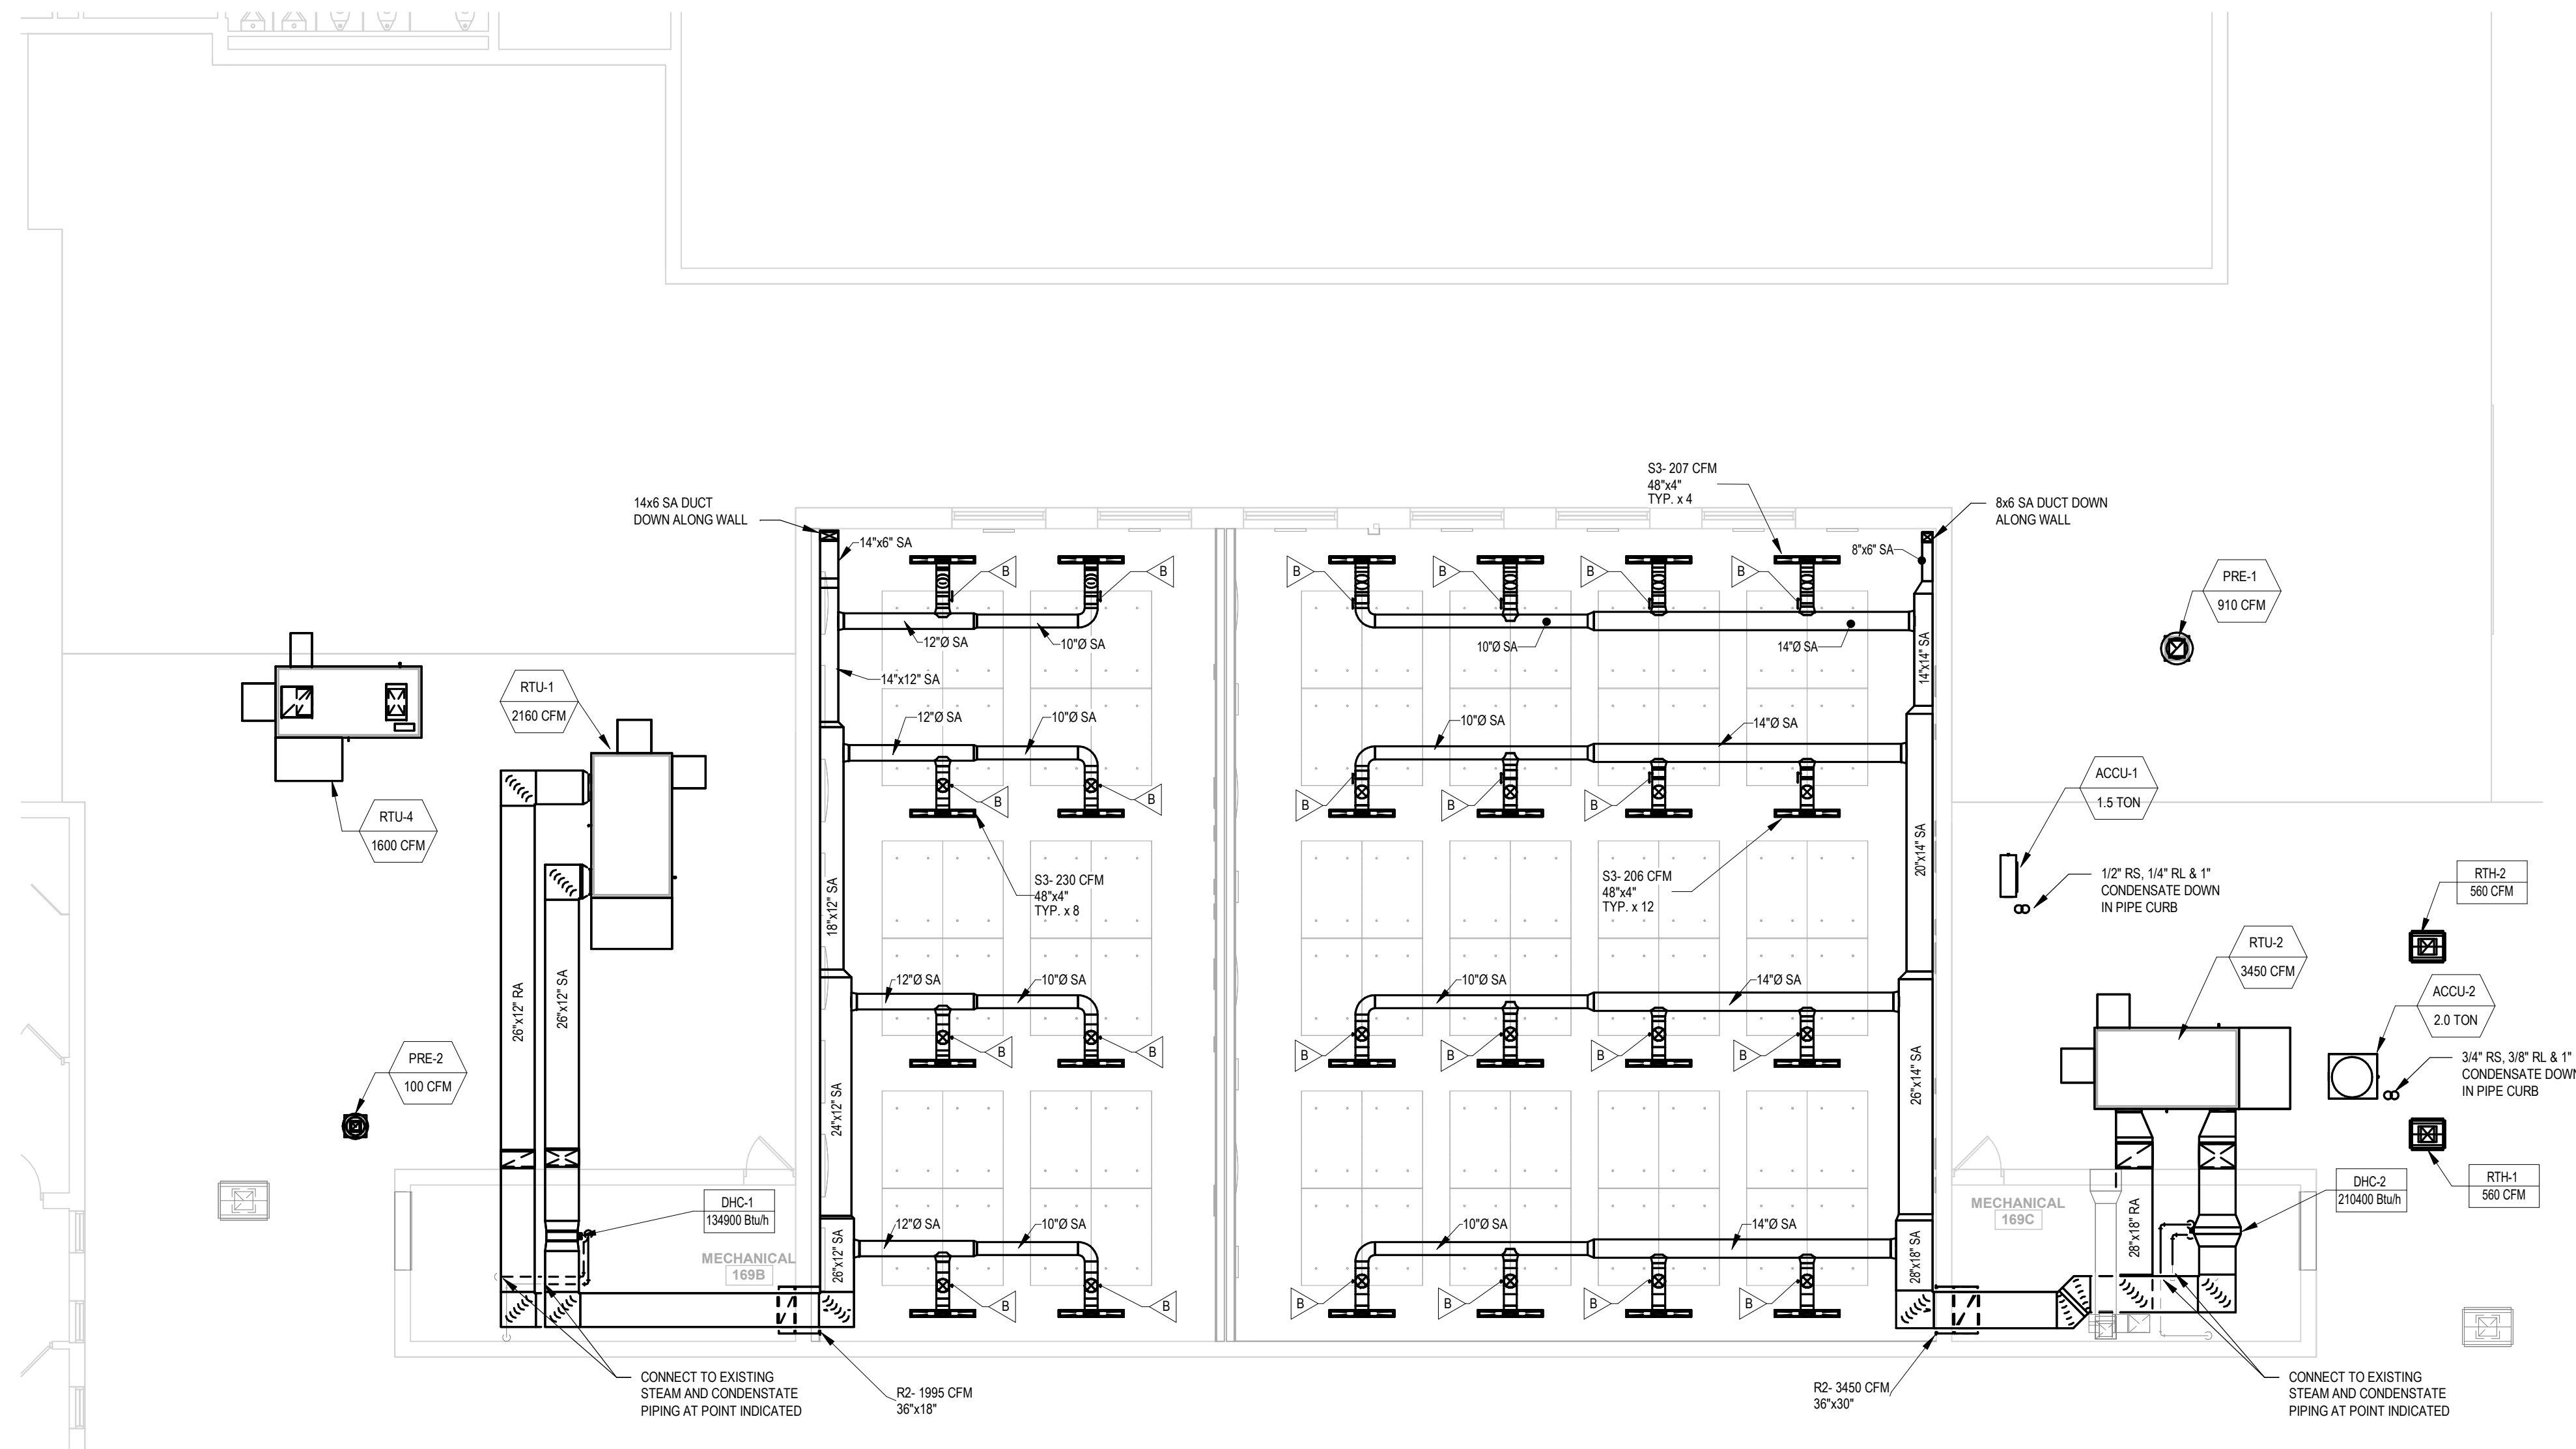 S3- 207 CFM
48"x4"
TYP. x 4
14x6 SA DUCT
DOWN ALONG WALL
8x6 SA DUCT DOWN
ALONG WALL
14"x6" SA
8"x6" SA
B
B
B
B
B
B
PRE-1
910 CFM
12"Ø SA
10"Ø SA
10"Ø SA
14"Ø SA
14"x14" SA
RTU-1
2160 CFM
14"x12" SA
12"Ø SA
10"Ø SA
10"Ø SA
14"Ø SA
ACCU-1
1.5 TON
B
B
B
B
B
B
RTU-4
1600 CFM
S3- 230 CFM
48"x4"
TYP. x 8
S3- 206 CFM
48"x4"
TYP. x 12
18"x12" SA
20"x14" SA
1/2" RS, 1/4" RL & 1"
CONDENSATE DOWN
IN PIPE CURB
RTH-2
560 CFM
RTU-2
3450 CFM
26"x12" RA
26"x12" SA
12"Ø SA
10"Ø SA
10"Ø SA
14"Ø SA
ACCU-2
2.0 TON
B
B
B
B
B
B
PRE-2
100 CFM
24"x12" SA
26"x14" SA
3/4" RS, 3/8" RL & 1"
CONDENSATE DOWN
IN PIPE CURB
RTH-1
560 CFM
DHC-1
134900 Btu/h
DHC-2
210400 Btu/h
MECHANICAL
169B
MECHANICAL
169C
28"x18" RA
12"Ø SA
10"Ø SA
10"Ø SA
14"Ø SA
26"x12" SA
28"x18" SA
B
B
B
B
B
B
CONNECT TO EXISTING
STEAM AND CONDENSTATE
PIPING AT POINT INDICATED
R2- 1995 CFM
36"x18"
R2- 3450 CFM
36"x30"
CONNECT TO EXISTING
STEAM AND CONDENSTATE
PIPING AT POINT INDICATED